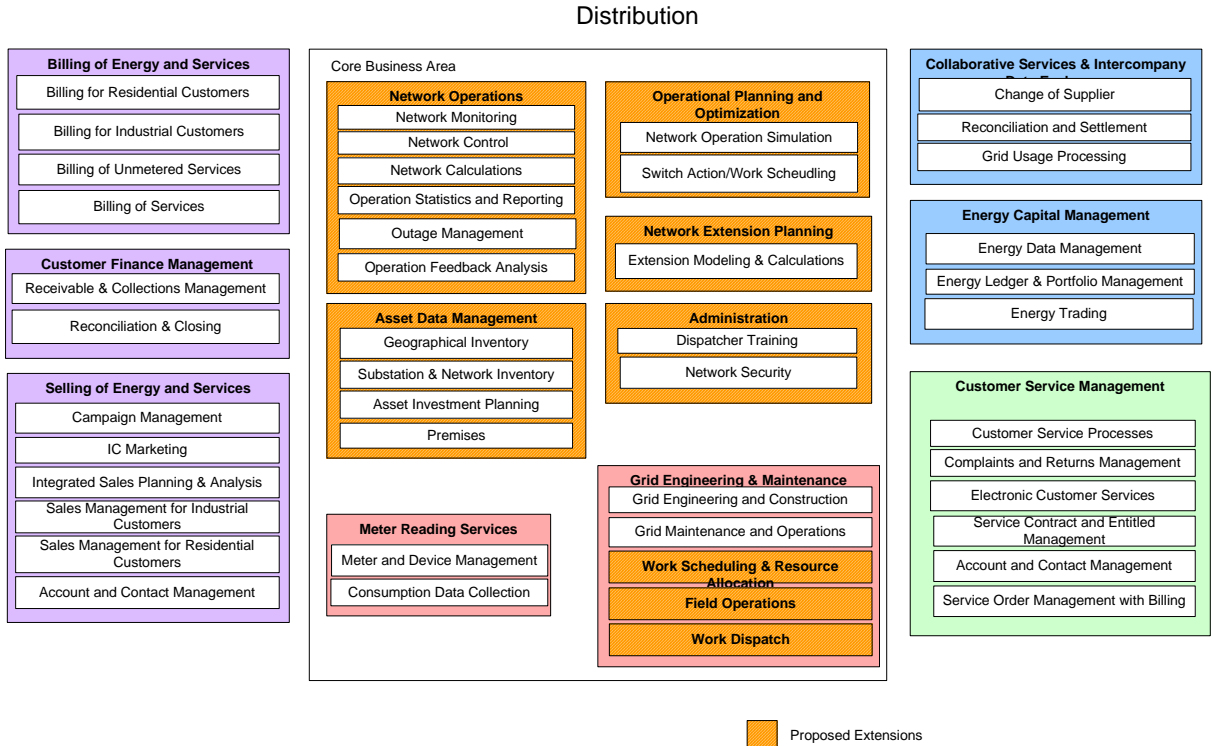 Distribution
Billing of Energy and Services
Billing for Residential Customers
Billing for Industrial Customers
Billing of Unmetered Services
Billing of Services
Customer Finance Management
Receivable & Collections Management
Reconciliation & Closing
Selling of Energy and Services
Campaign Management
IC Marketing
Integrated Sales Planning & Analysis
Sales Management for Industrial
Customers
Sales Management for Residential
Customers
Account and Contact Management
Core Business Area
Network Operations
Network Monitoring
Network Control
Network Calculations
Operation Statistics and Reporting
Outage Management
Operation Feedback Analysis
Asset Data Management
Geographical Inventory
Substation & Network Inventory
Asset Investment Planning
Premises
Meter Reading Services
Meter and Device Management
Consumption Data Collection
Operational Planning and
Optimization
Network Operation Simulation
Switch Action/Work Scheudling
Network Extension Planning
Extension Modeling & Calculations
Administration
Dispatcher Training
Network Security
Grid Engineering & Maintenance
Grid Engineering and Construction
Grid Maintenance and Operations
Work Scheduling & Resource
Allocation
Field Operations
Work Dispatch
Collaborative Services & Intercompany
Change of Supplier
Reconciliation and Settlement
Grid Usage Processing
Energy Capital Management
Energy Data Management
Energy Ledger & Portfolio Management
Energy Trading
Customer Service Management
Customer Service Processes
Complaints and Returns Management
Electronic Customer Services
Service Contract and Entitled
Management
Account and Contact Management
Service Order Management with Billing
Proposed Extensions